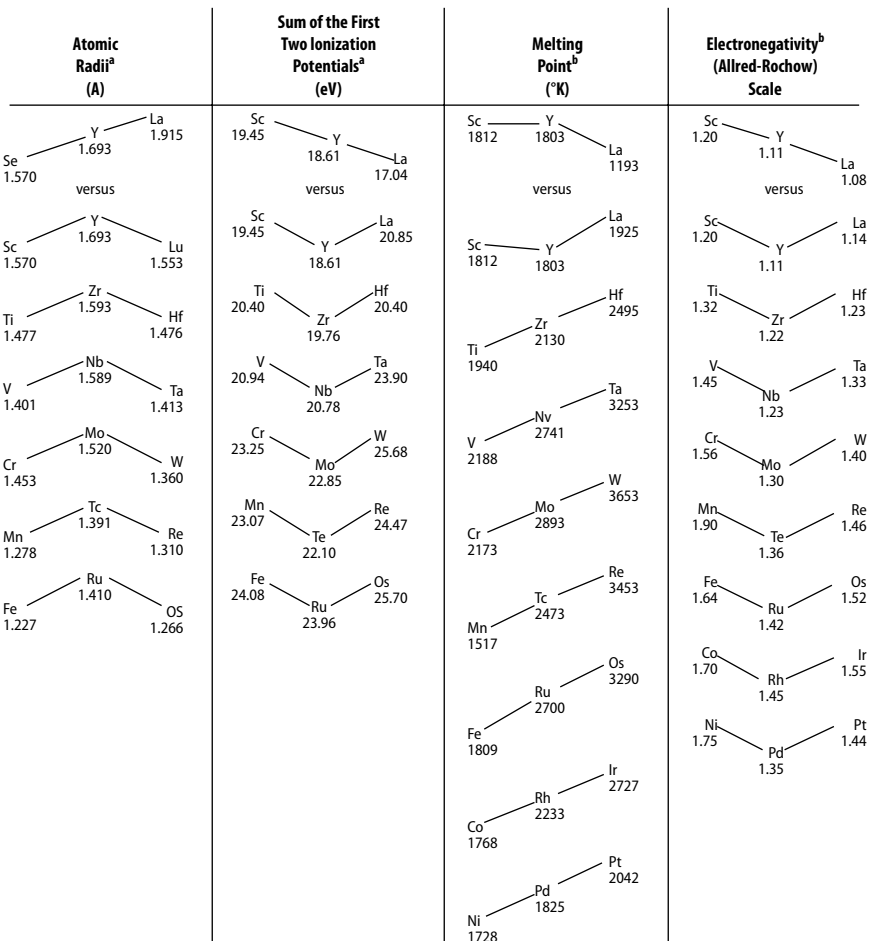 Atomic
Radiia
(A)
La
Y 1.915
1.693
Se
1.570
versus
Y
1.693
Sc Lu
1.570 1.553
Zr
1.593
Ti Hf
1.477 1.476
Nb
1.589
V Ta
1.401 1.413
Mo
1.520
Cr W
1.453 1.360
Tc
1.391
Mn Re
1.278 1.310
Ru
1.410
Fe OS
1.227 1.266
Sum of the First
Two Ionization
Potentialsa
(eV)
Sc
19.45
Y
18.61
La
17.04
versus
Sc La
19.45 20.85
Y
18.61
Ti Hf
20.40 20.40
Zr
19.76
V Ta
20.94 23.90
Nb
20.78
Cr W
23.25 25.68
Mo
22.85
Mn Re
23.07 24.47
Te
22.10
Fe Os
24.08 25.70
Ru
23.96
Melting
Pointb
(°K)
Sc Y
1812 1803
La
1193
versus
La
1925
Sc Y
1812 1803
Hf
2495
Zr
2130
Ti
1940
Ta
3253
Nv
2741
V
2188
W
3653
Mo
2893
Cr
2173
Re
3453
Tc
2473
Mn
1517
Os
3290
Ru
2700
Fe
1809
Ir
2727
Rh
2233
Co
1768
Pt
2042
Pd
1825
Ni
1728
Electronegativityb
(Allred-Rochow)
Scale
Sc
1.20
Y
1.11
La
1.08
versus
Sc La
1.20 1.14
Y
1.11
Ti Hf
1.32 1.23
Zr
1.22
V Ta
1.45 1.33
Nb
1.23
Cr W
1.56 1.40
Mo
1.30
Mn Re
1.90 1.46
Te
1.36
Fe Os
1.64 1.52
Ru
1.42
Co Ir
1.70 1.55
Rh
1.45
Ni Pt
1.75 1.44
Pd
1.35